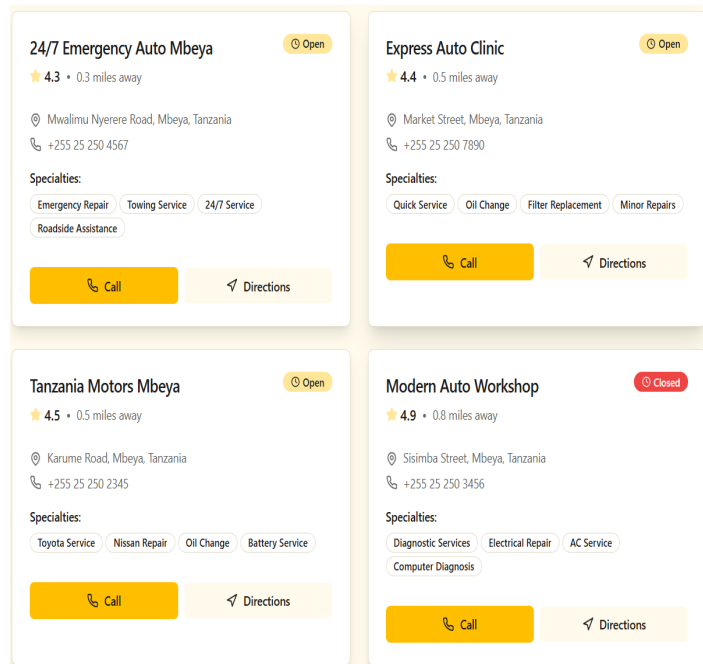 24/7 Emergency Auto Mbeya
Open
4.3 • 0.3 miles away
Mwalimu Nyerere Road, Mbeya, Tanzania
+255 25 250 4567
Specialties:
Emergency Repair Towing Service 24/7 Service
Roadside Assistance
Call Directions
Express Auto Clinic
Open
4.4 • 0.5 miles away
Market Street, Mbeya, Tanzania
+255 25 250 7890
Specialties:
Quick Service Oil Change Filter Replacement Minor Repairs
Call Directions
Tanzania Motors Mbeya
Open
4.5 • 0.5 miles away
Karume Road, Mbeya, Tanzania
+255 25 250 2345
Specialties:
Toyota Service Nissan Repair Oil Change Battery Service
Call Directions
Modern Auto Workshop
Closed
4.9 • 0.8 miles away
Sisimba Street, Mbeya, Tanzania
+255 25 250 3456
Specialties:
Diagnostic Services Electrical Repair AC Service
Computer Diagnosis
Call Directions